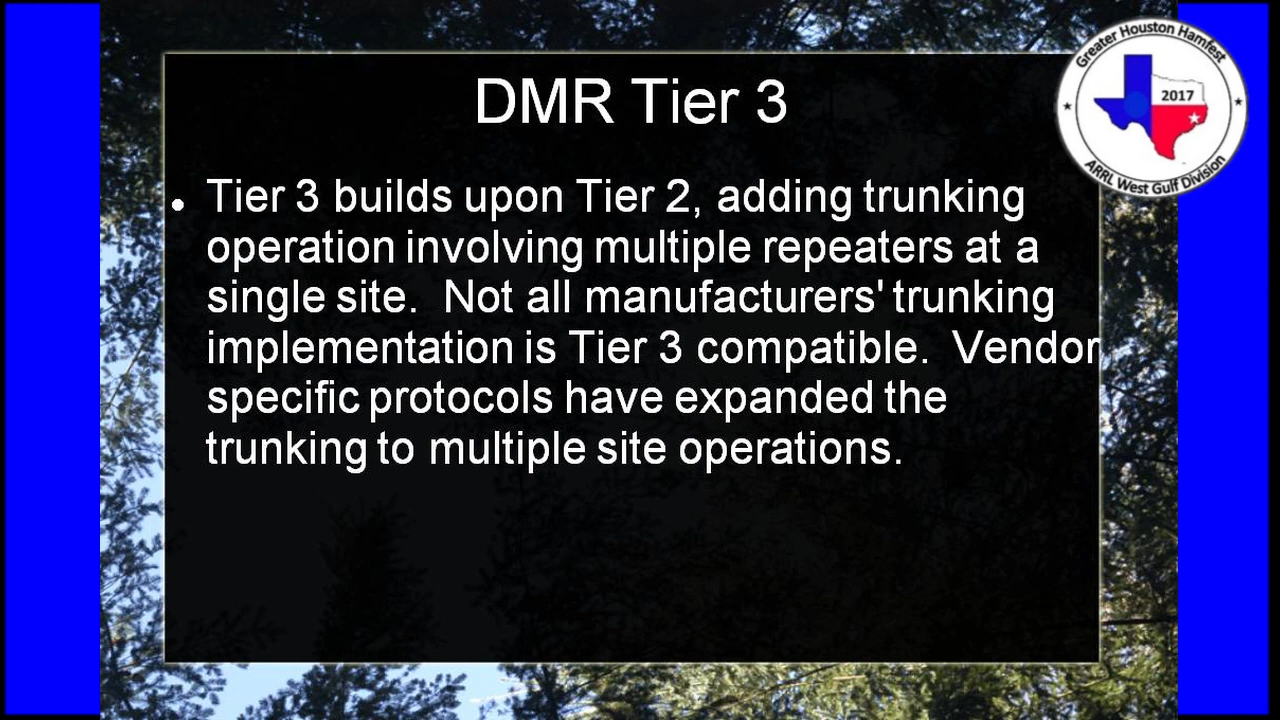 DMR Tier 3
Greater Houston Hamfest
2017
ARRL West Gulf Division
• Tier 3 builds upon Tier 2, adding trunking
operation involving multiple repeaters at a
single site.  Not all manufacturers' trunking
implementation is Tier 3 compatible.  Vendor
specific protocols have expanded the
trunking to multiple site operations.